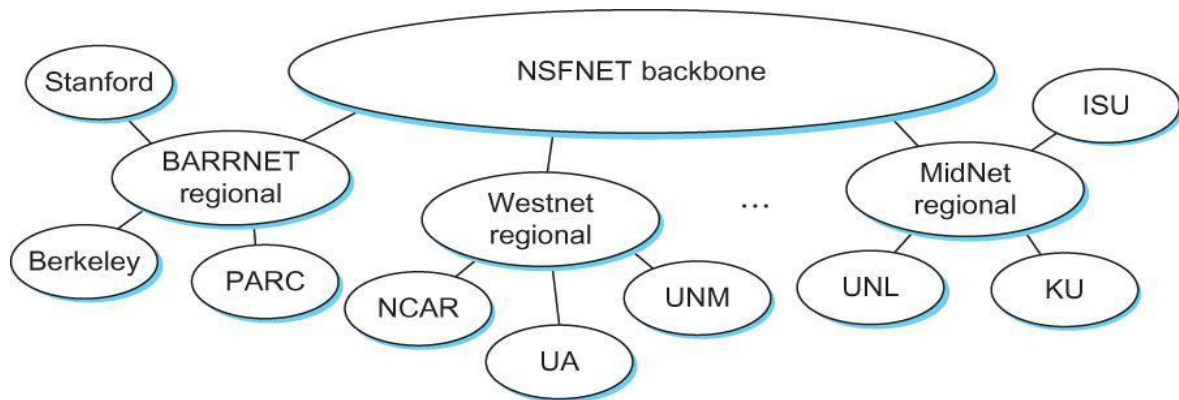 NSFNET backbone
Stanford
ISU
BARRNET
regional
MidNet
regional
Westnet
regional
...
Berkeley
PARC
NCAR
UNM
UNL
KU
UA